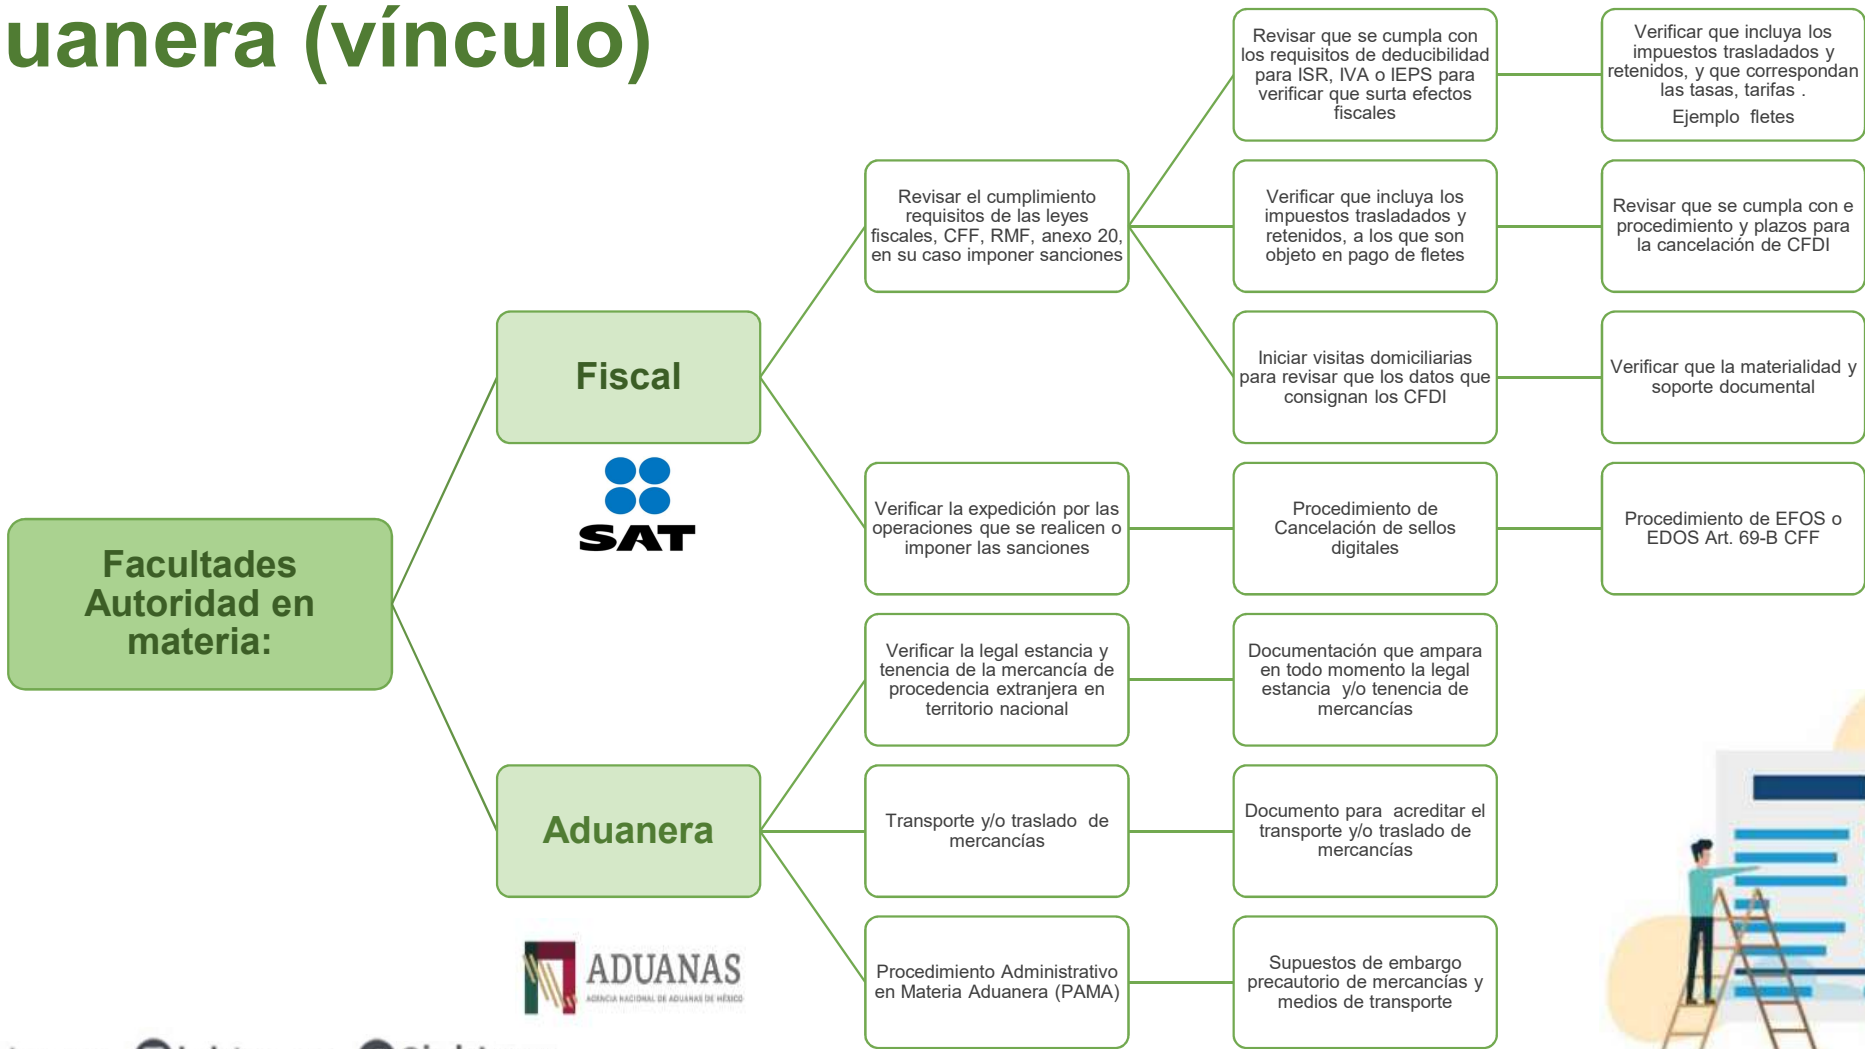 uanera (vínculo)
Facultades
Autoridad en
materia:
Fiscal
SAT
Revisar el cumplimiento
requisitos de las leyes
fiscales, CFF, RMF, anexo 20,
en su caso imponer sanciones
Revisar que se cumpla con
los requisitos de deducibilidad
para ISR, IVA o IEPS para
verificar que surta efectos
fiscales
Verificar que incluya los
impuestos trasladados y
retenidos, y que correspondan
las tasas, tarifas .
Ejemplo fletes
Verificar que incluya los
impuestos trasladados y
retenidos, a los que son
objeto en pago de fletes
Revisar que se cumpla con e
procedimiento y plazos para
la cancelación de CFDI
Iniciar visitas domiciliarias
para revisar que los datos que
consignan los CFDI
Verificar que la materialidad y
soporte documental
Verificar la expedición por las
operaciones que se realicen o
imponer las sanciones
Procedimiento de
Cancelación de sellos
digitales
Procedimiento de EFOS o
EDOS Art. 69-B CFF
Aduanera
ADUANAS
AGENCIA NACIONAL DE ADUANAS DE MÉXICO
Verificar la legal estancia y
tenencia de la mercancía de
procedencia extranjera en
territorio nacional
Documentación que ampara
en todo momento la legal
estancia y/o tenencia de
mercancías
Transporte y/o traslado de
mercancías
Documento para acreditar el
transporte y/o traslado de
mercancías
Procedimiento Administrativo
en Materia Aduanera (PAMA)
Supuestos de embargo
precautorio de mercancías y
medios de transporte